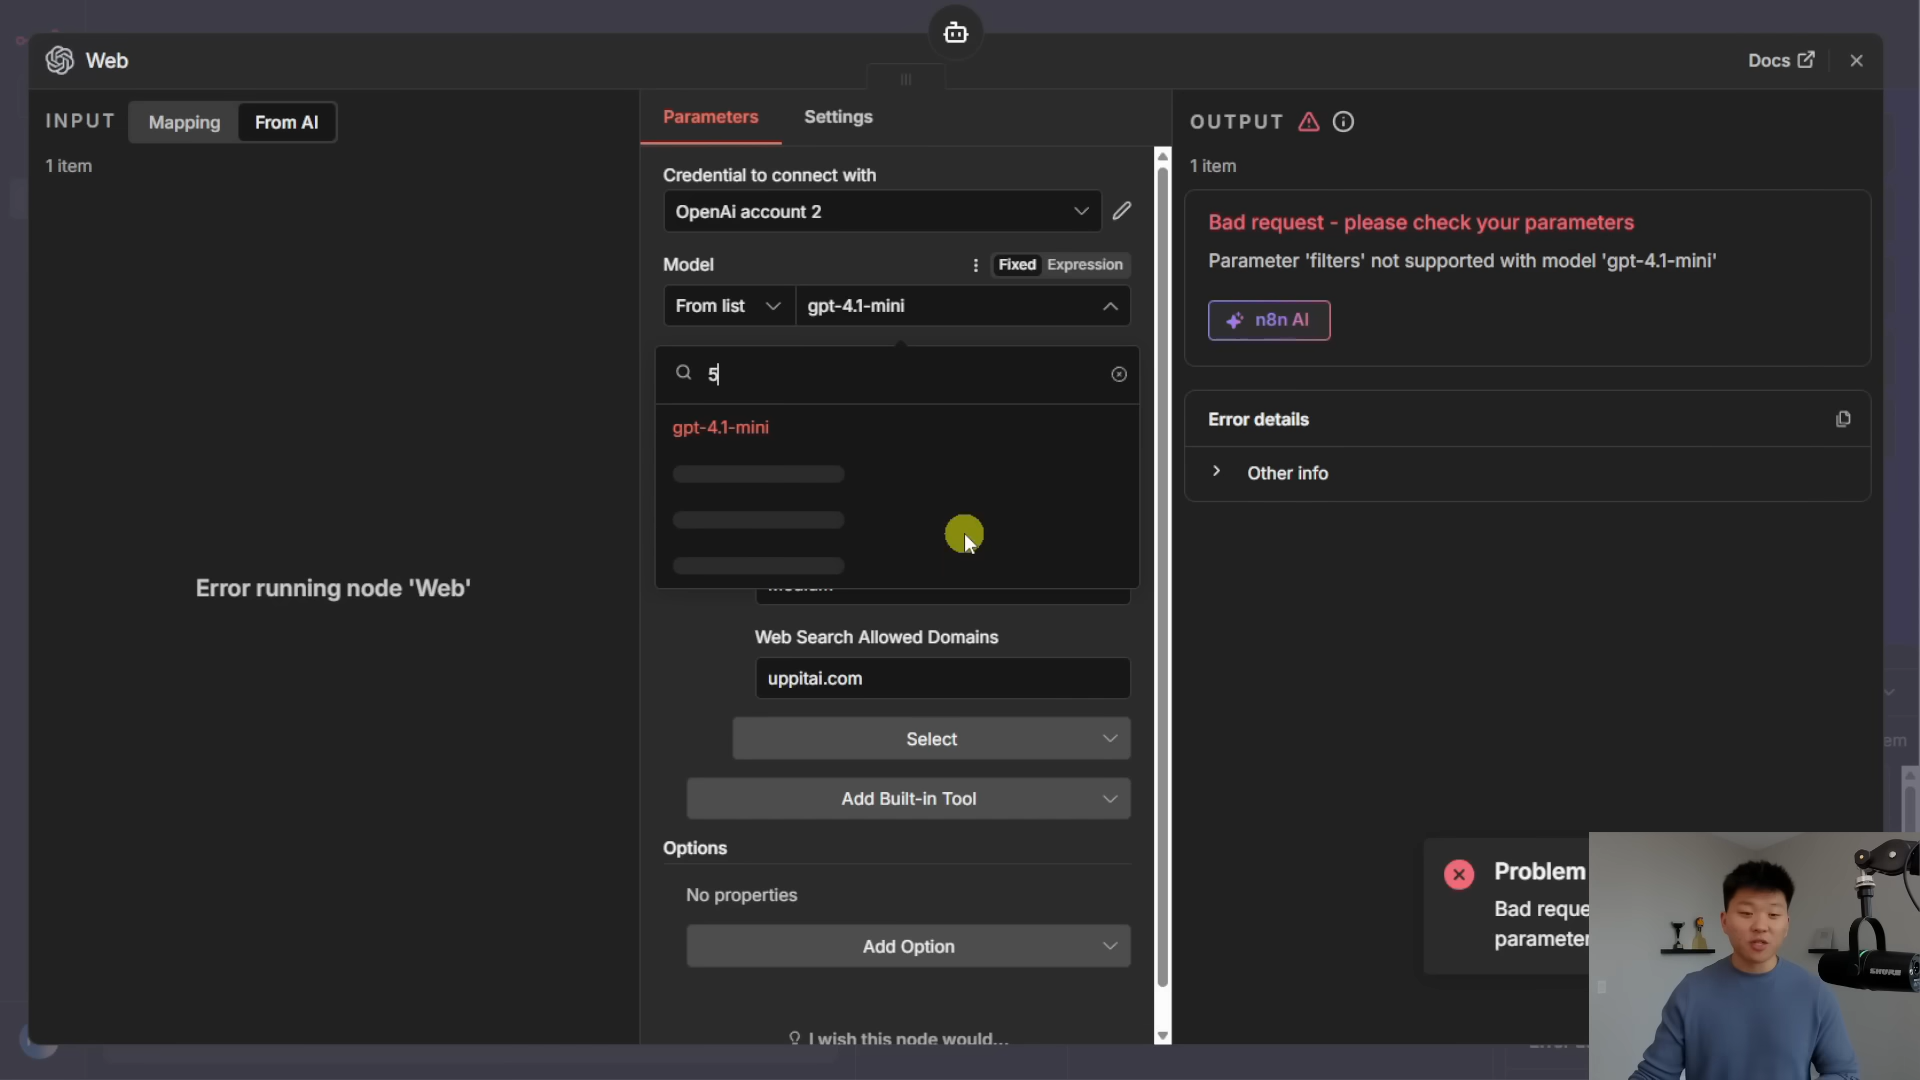 Web
Docs
INPUT
Mapping
From AI
1 item
Error running node 'Web'
Parameters
Settings
Credential to connect with
OpenAi account 2
Model
Fixed
Expression
From list
gpt-4.1-mini
5
gpt-4.1-mini
Web Search Allowed Domains
uppitai.com
Select
Add Built-in Tool
Options
No properties
Add Option
I wish this node would...
OUTPUT
1 item
Bad request - please check your parameters
Parameter 'filters' not supported with model 'gpt-4.1-mini'
n8n AI
Error details
Other info
Problem
Bad reque
parameter
SHURE
em